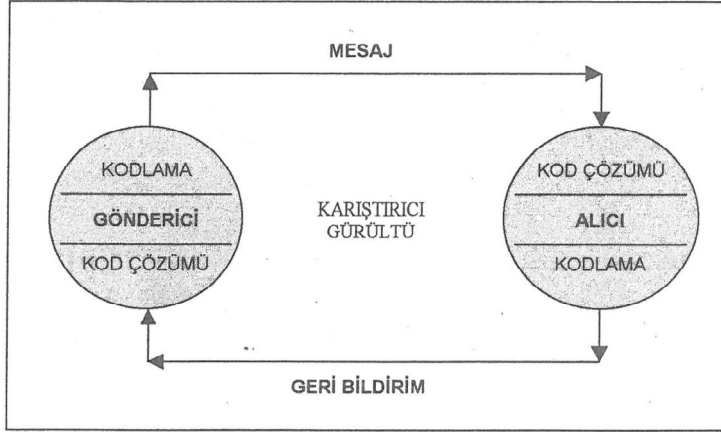 MESAJ
KODLAMA
GÖNDERİCİ
KOD ÇÖZÜMÜ
KARIŞTIRICI
GÜRÜLTÜ
KOD ÇÖZÜMÜ
ALICI
KODLAMA
GERİ BİLDİRİM